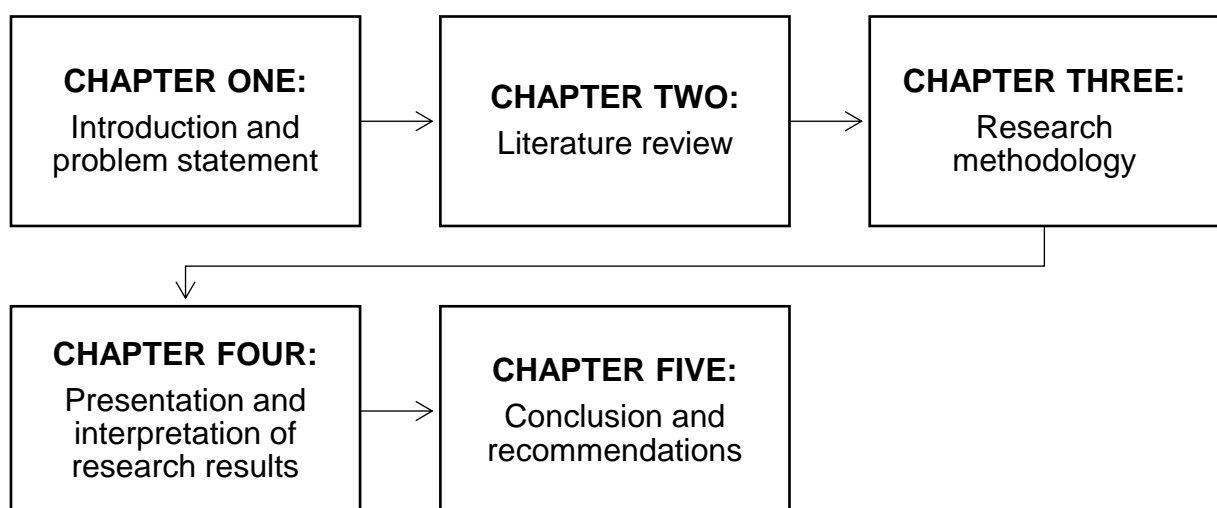 CHAPTER ONE:
Introduction and
problem statement
CHAPTER TWO:
Literature review
CHAPTER THREE:
Research
methodology
CHAPTER FOUR:
Presentation and
interpretation of
research results
CHAPTER FIVE:
Conclusion and
recommendations